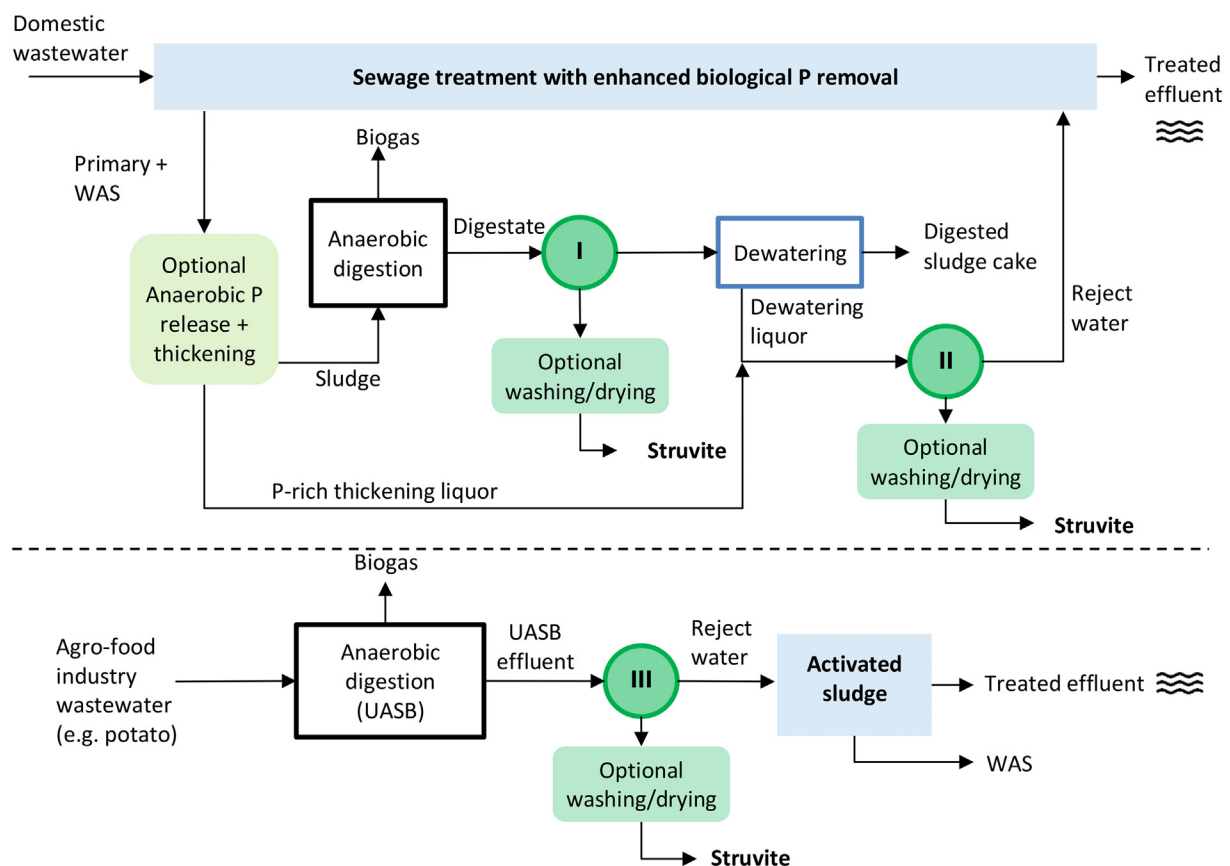 Domestic
wastewater
Sewage treatment with enhanced biological P removal
Treated
effluent
Primary +
WAS
Biogas
Optional
Anaerobic P
release +
thickening
Anaerobic
digestion
Digestate
I
Dewatering
Digested
sludge cake
Sludge
Optional
washing/drying
Struvite
Dewatering
liquor
II
Reject
water
Optional
washing/drying
Struvite
P-rich thickening liquor
Biogas
Agro-food
industry
wastewater
(e.g. potato)
Anaerobic
digestion
(UASB)
UASB
effluent
III
Reject
water
Activated
sludge
Treated effluent
WAS
Optional
washing/drying
Struvite